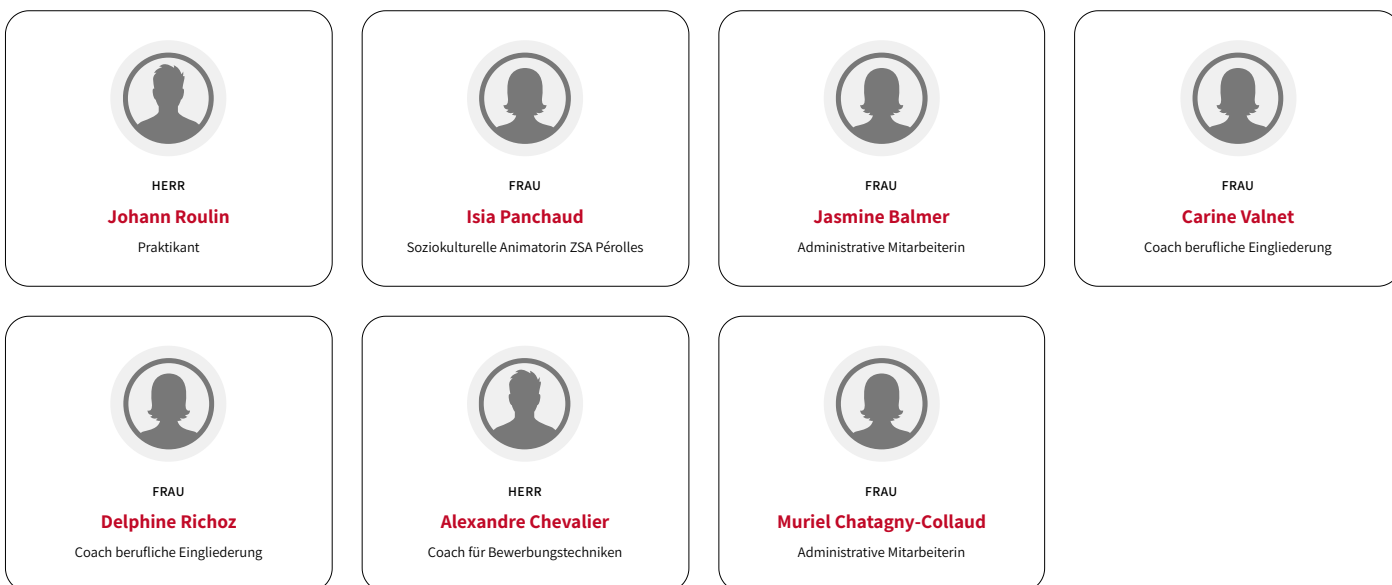 HERR
Johann Roulin
Praktikant
FRAU
Isia Panchaud
Soziokulturelle Animatorin ZSA Pérolles
FRAU
Jasmine Balmer
Administrative Mitarbeiterin
FRAU
Carine Valnet
Coach berufliche Eingliederung
FRAU
Delphine Richoz
Coach berufliche Eingliederung
HERR
Alexandre Chevalier
Coach für Bewerbungstechniken
FRAU
Muriel Chatagny-Collaud
Administrative Mitarbeiterin